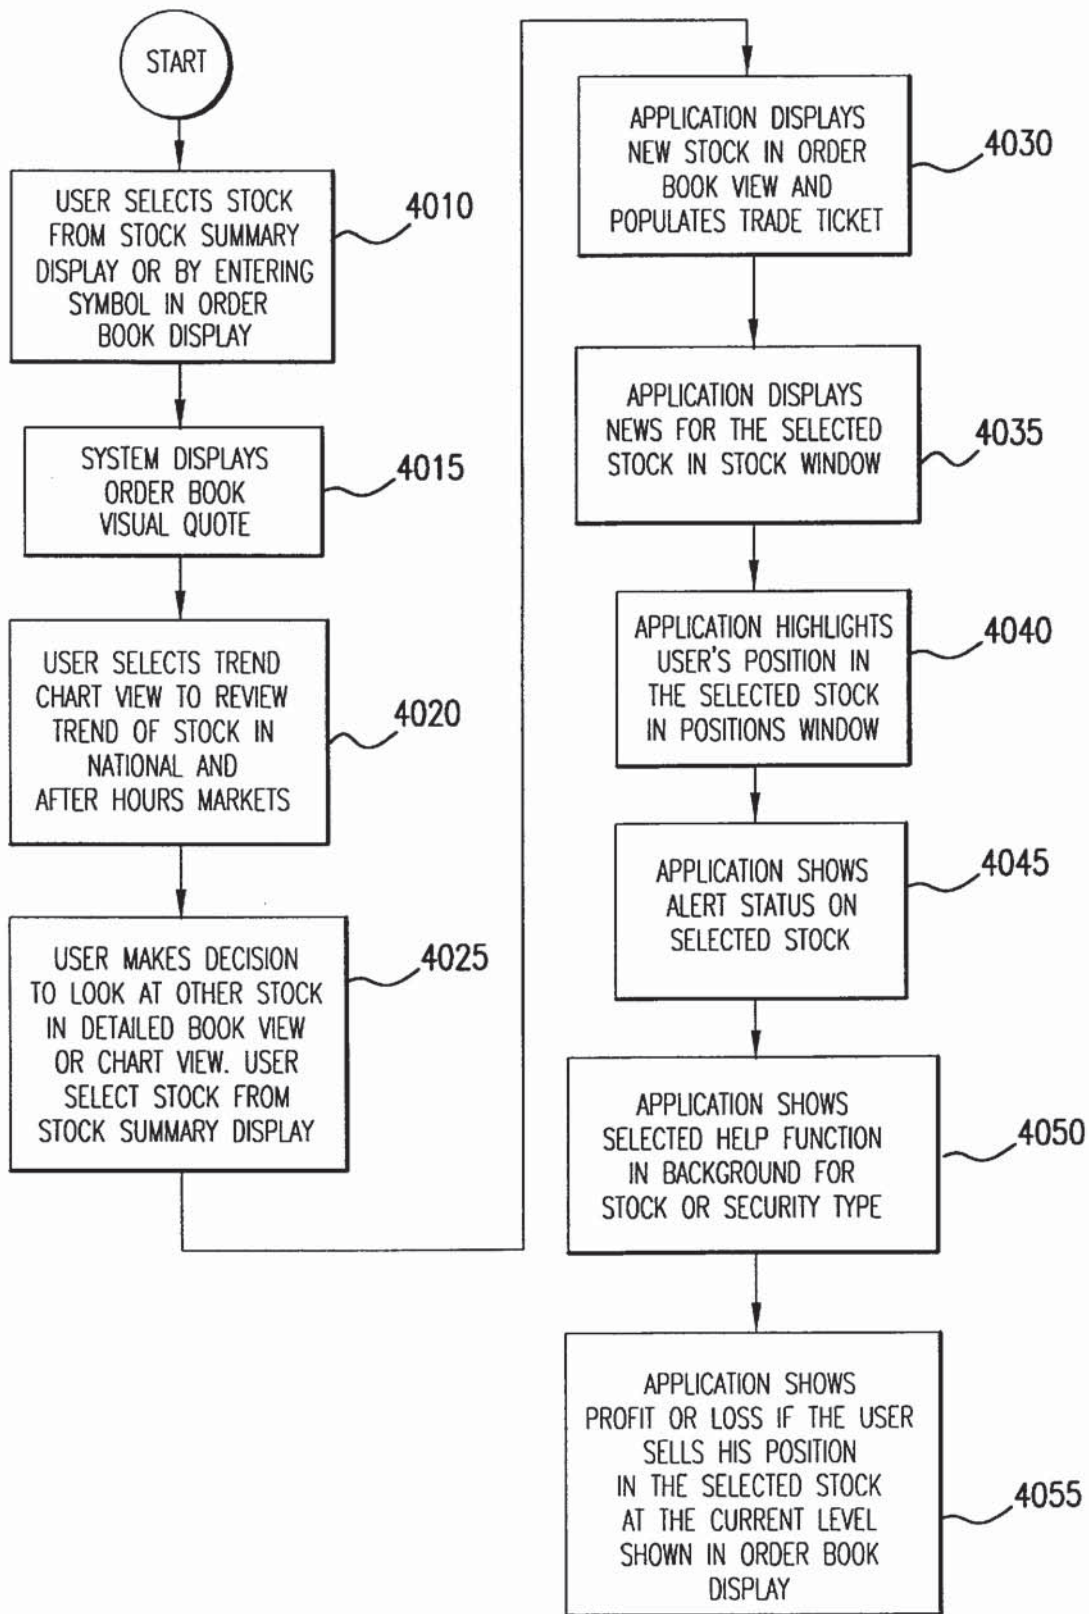 START
USER SELECTS STOCK
FROM STOCK SUMMARY
DISPLAY OR BY ENTERING
SYMBOL IN ORDER
BOOK DISPLAY
4010
SYSTEM DISPLAYS
ORDER BOOK
VISUAL QUOTE
4015
USER SELECTS TREND
CHART VIEW TO REVIEW
TREND OF STOCK IN
NATIONAL AND
AFTER HOURS MARKETS
4020
USER MAKES DECISION
TO LOOK AT OTHER STOCK
IN DETAILED BOOK VIEW
OR CHART VIEW. USER
SELECT STOCK FROM
STOCK SUMMARY DISPLAY
4025
APPLICATION DISPLAYS
NEW STOCK IN ORDER
BOOK VIEW AND
POPULATES TRADE TICKET
4030
APPLICATION DISPLAYS
NEWS FOR THE SELECTED
STOCK IN STOCK WINDOW
4035
APPLICATION HIGHLIGHTS
USER'S POSITION IN
THE SELECTED STOCK
IN POSITIONS WINDOW
4040
APPLICATION SHOWS
ALERT STATUS ON
SELECTED STOCK
4045
APPLICATION SHOWS
SELECTED HELP FUNCTION
IN BACKGROUND FOR
STOCK OR SECURITY TYPE
4050
APPLICATION SHOWS
PROFIT OR LOSS IF THE USER
SELLS HIS POSITION
IN THE SELECTED STOCK
AT THE CURRENT LEVEL
SHOWN IN ORDER BOOK
DISPLAY
4055